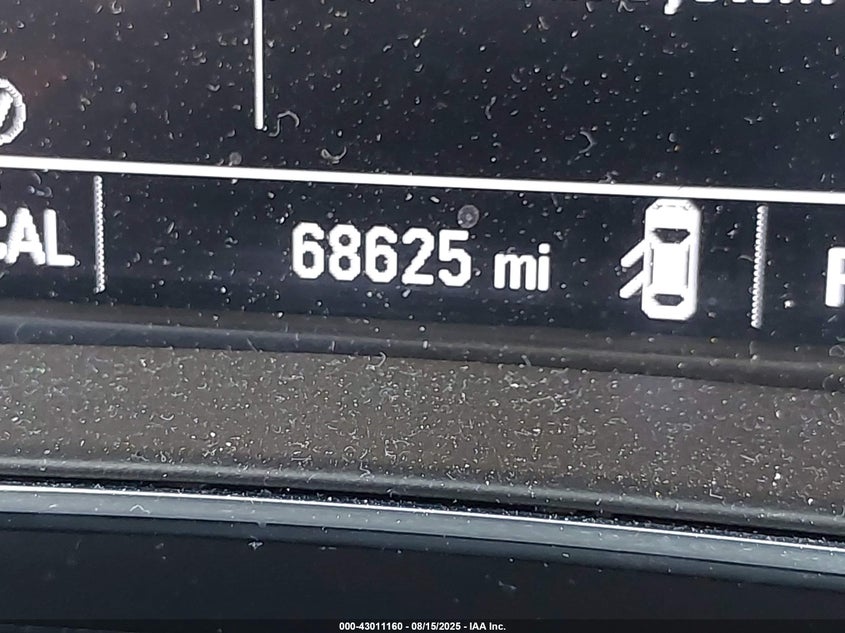 CAL 68625 mi
000-43011160 - 08/15/2025 - IAA Inc.